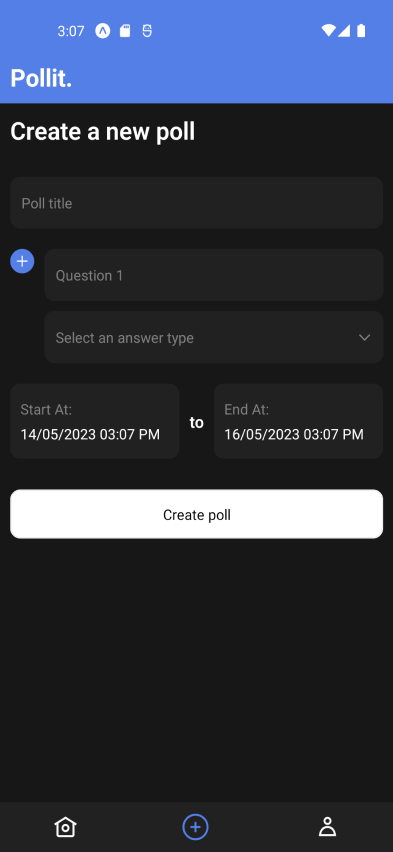 3:07
Pollit.
Create a new poll
Poll title
Question 1
Select an answer type
Start At:
14/05/2023 03:07 PM
to
End At:
16/05/2023 03:07 PM
Create poll